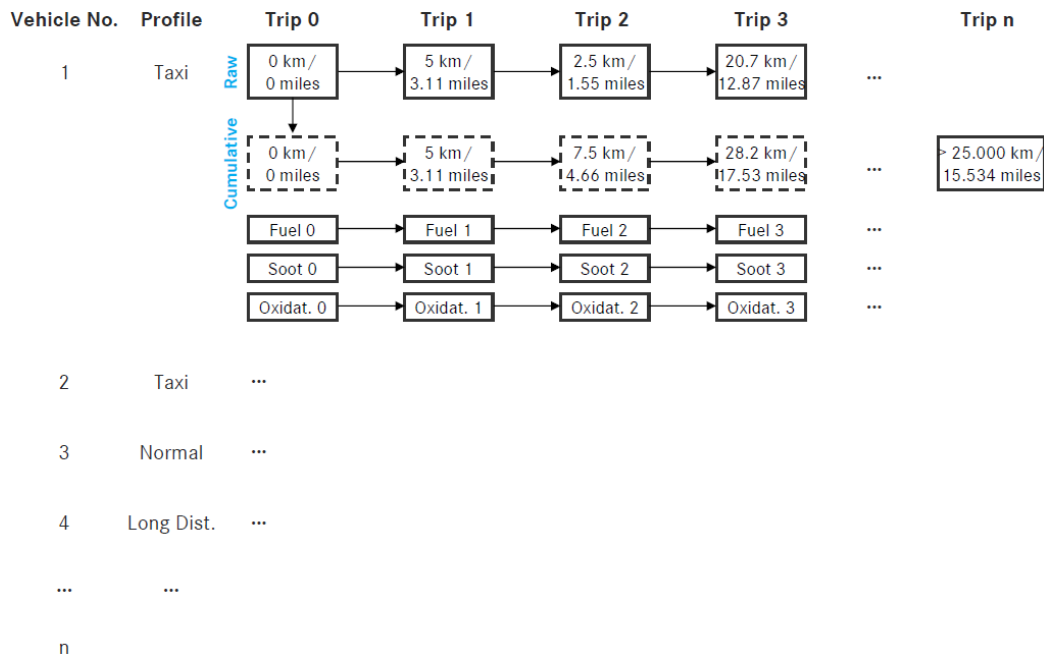 Vehicle No. Profile Trip 0 Trip 1 Trip 2 Trip 3 Trip n
1 Taxi Raw
0 km/ 5 km/ 2.5 km/ 20.7 km/
0 miles 3.11 miles 1.55 miles 12.87 miles ...
Cumulative
0 km/ 5 km/ 7.5 km/ 28.2 km/ > 25.000 km/
0 miles 3.11 miles 4.66 miles 17.53 miles ... 15.534 miles
Fuel 0 Fuel 1 Fuel 2 Fuel 3 ...
Soot 0 Soot 1 Soot 2 Soot 3 ...
Oxidat. 0 Oxidat. 1 Oxidat. 2 Oxidat. 3 ...
2 Taxi ...
3 Normal ...
4 Long Dist. ...
... ...
n